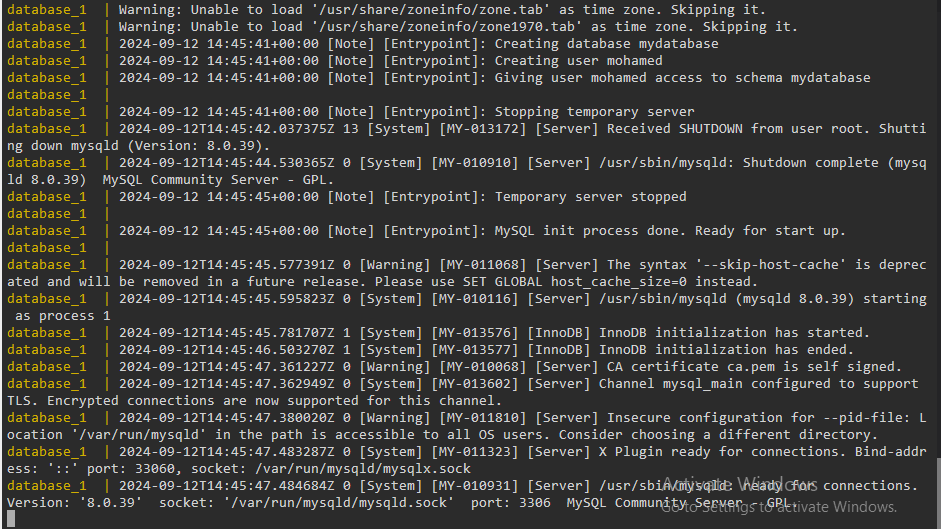 database_1  | Warning: Unable to load '/usr/share/zoneinfo/zone.tab' as time zone. Skipping it.
database_1  | Warning: Unable to load '/usr/share/zoneinfo/zone1970.tab' as time zone. Skipping it.
database_1  | 2024-09-12 14:45:41+00:00 [Note] [Entrypoint]: Creating database mydatabase
database_1  | 2024-09-12 14:45:41+00:00 [Note] [Entrypoint]: Creating user mohamed
database_1  | 2024-09-12 14:45:41+00:00 [Note] [Entrypoint]: Giving user mohamed access to schema mydatabase
database_1  |
database_1  | 2024-09-12 14:45:41+00:00 [Note] [Entrypoint]: Stopping temporary server
database_1  | 2024-09-12T14:45:42.037375Z 13 [System] [MY-013172] [Server] Received SHUTDOWN from user root. Shutti
ng down mysqld (Version: 8.0.39).
database_1  | 2024-09-12T14:45:44.530365Z 0 [System] [MY-010910] [Server] /usr/sbin/mysqld: Shutdown complete (mysq
ld 8.0.39)  MySQL Community Server - GPL.
database_1  | 2024-09-12 14:45:45+00:00 [Note] [Entrypoint]: Temporary server stopped
database_1  |
database_1  | 2024-09-12 14:45:45+00:00 [Note] [Entrypoint]: MySQL init process done. Ready for start up.
database_1  |
database_1  | 2024-09-12T14:45:45.577391Z 0 [Warning] [MY-011068] [Server] The syntax '--skip-host-cache' is deprec
ated and will be removed in a future release. Please use SET GLOBAL host_cache_size=0 instead.
database_1  | 2024-09-12T14:45:45.595823Z 0 [System] [MY-010116] [Server] /usr/sbin/mysqld (mysqld 8.0.39) starting
 as process 1
database_1  | 2024-09-12T14:45:45.781707Z 1 [System] [MY-013576] [InnoDB] InnoDB initialization has started.
database_1  | 2024-09-12T14:45:46.503270Z 1 [System] [MY-013577] [InnoDB] InnoDB initialization has ended.
database_1  | 2024-09-12T14:45:47.361227Z 0 [Warning] [MY-010068] [Server] CA certificate ca.pem is self signed.
database_1  | 2024-09-12T14:45:47.362949Z 0 [System] [MY-013602] [Server] Channel mysql_main configured to support
TLS. Encrypted connections are now supported for this channel.
database_1  | 2024-09-12T14:45:47.380020Z 0 [Warning] [MY-011810] [Server] Insecure configuration for --pid-file: L
ocation '/var/run/mysqld' in the path is accessible to all OS users. Consider choosing a different directory.
database_1  | 2024-09-12T14:45:47.483287Z 0 [System] [MY-011323] [Server] X Plugin ready for connections. Bind-addr
ess: '::' port: 33060, socket: /var/run/mysqld/mysqlx.sock
database_1  | 2024-09-12T14:45:47.484684Z 0 [System] [MY-010931] [Server] /usr/sbin/mysqld: ready for connections.
Version: '8.0.39'  socket: '/var/run/mysqld/mysqld.sock'  port: 3306  MySQL Community Server - GPL.
Activate Windows
Go to Settings to activate Windows.